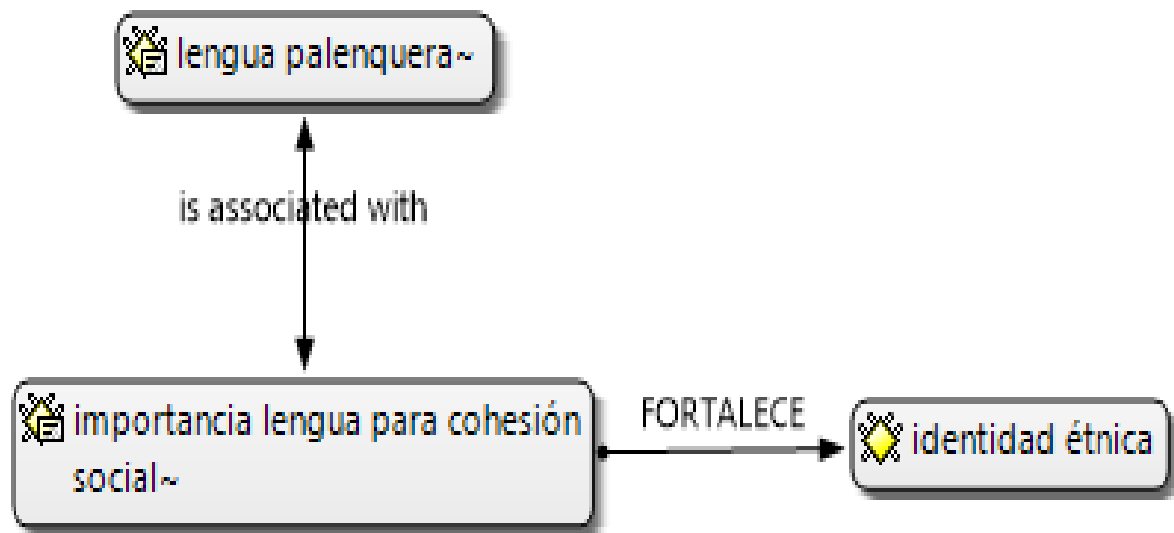 lengua palenquera~
is associated with
importancia lengua para cohesión
social~
FORTALECE
identidad étnica